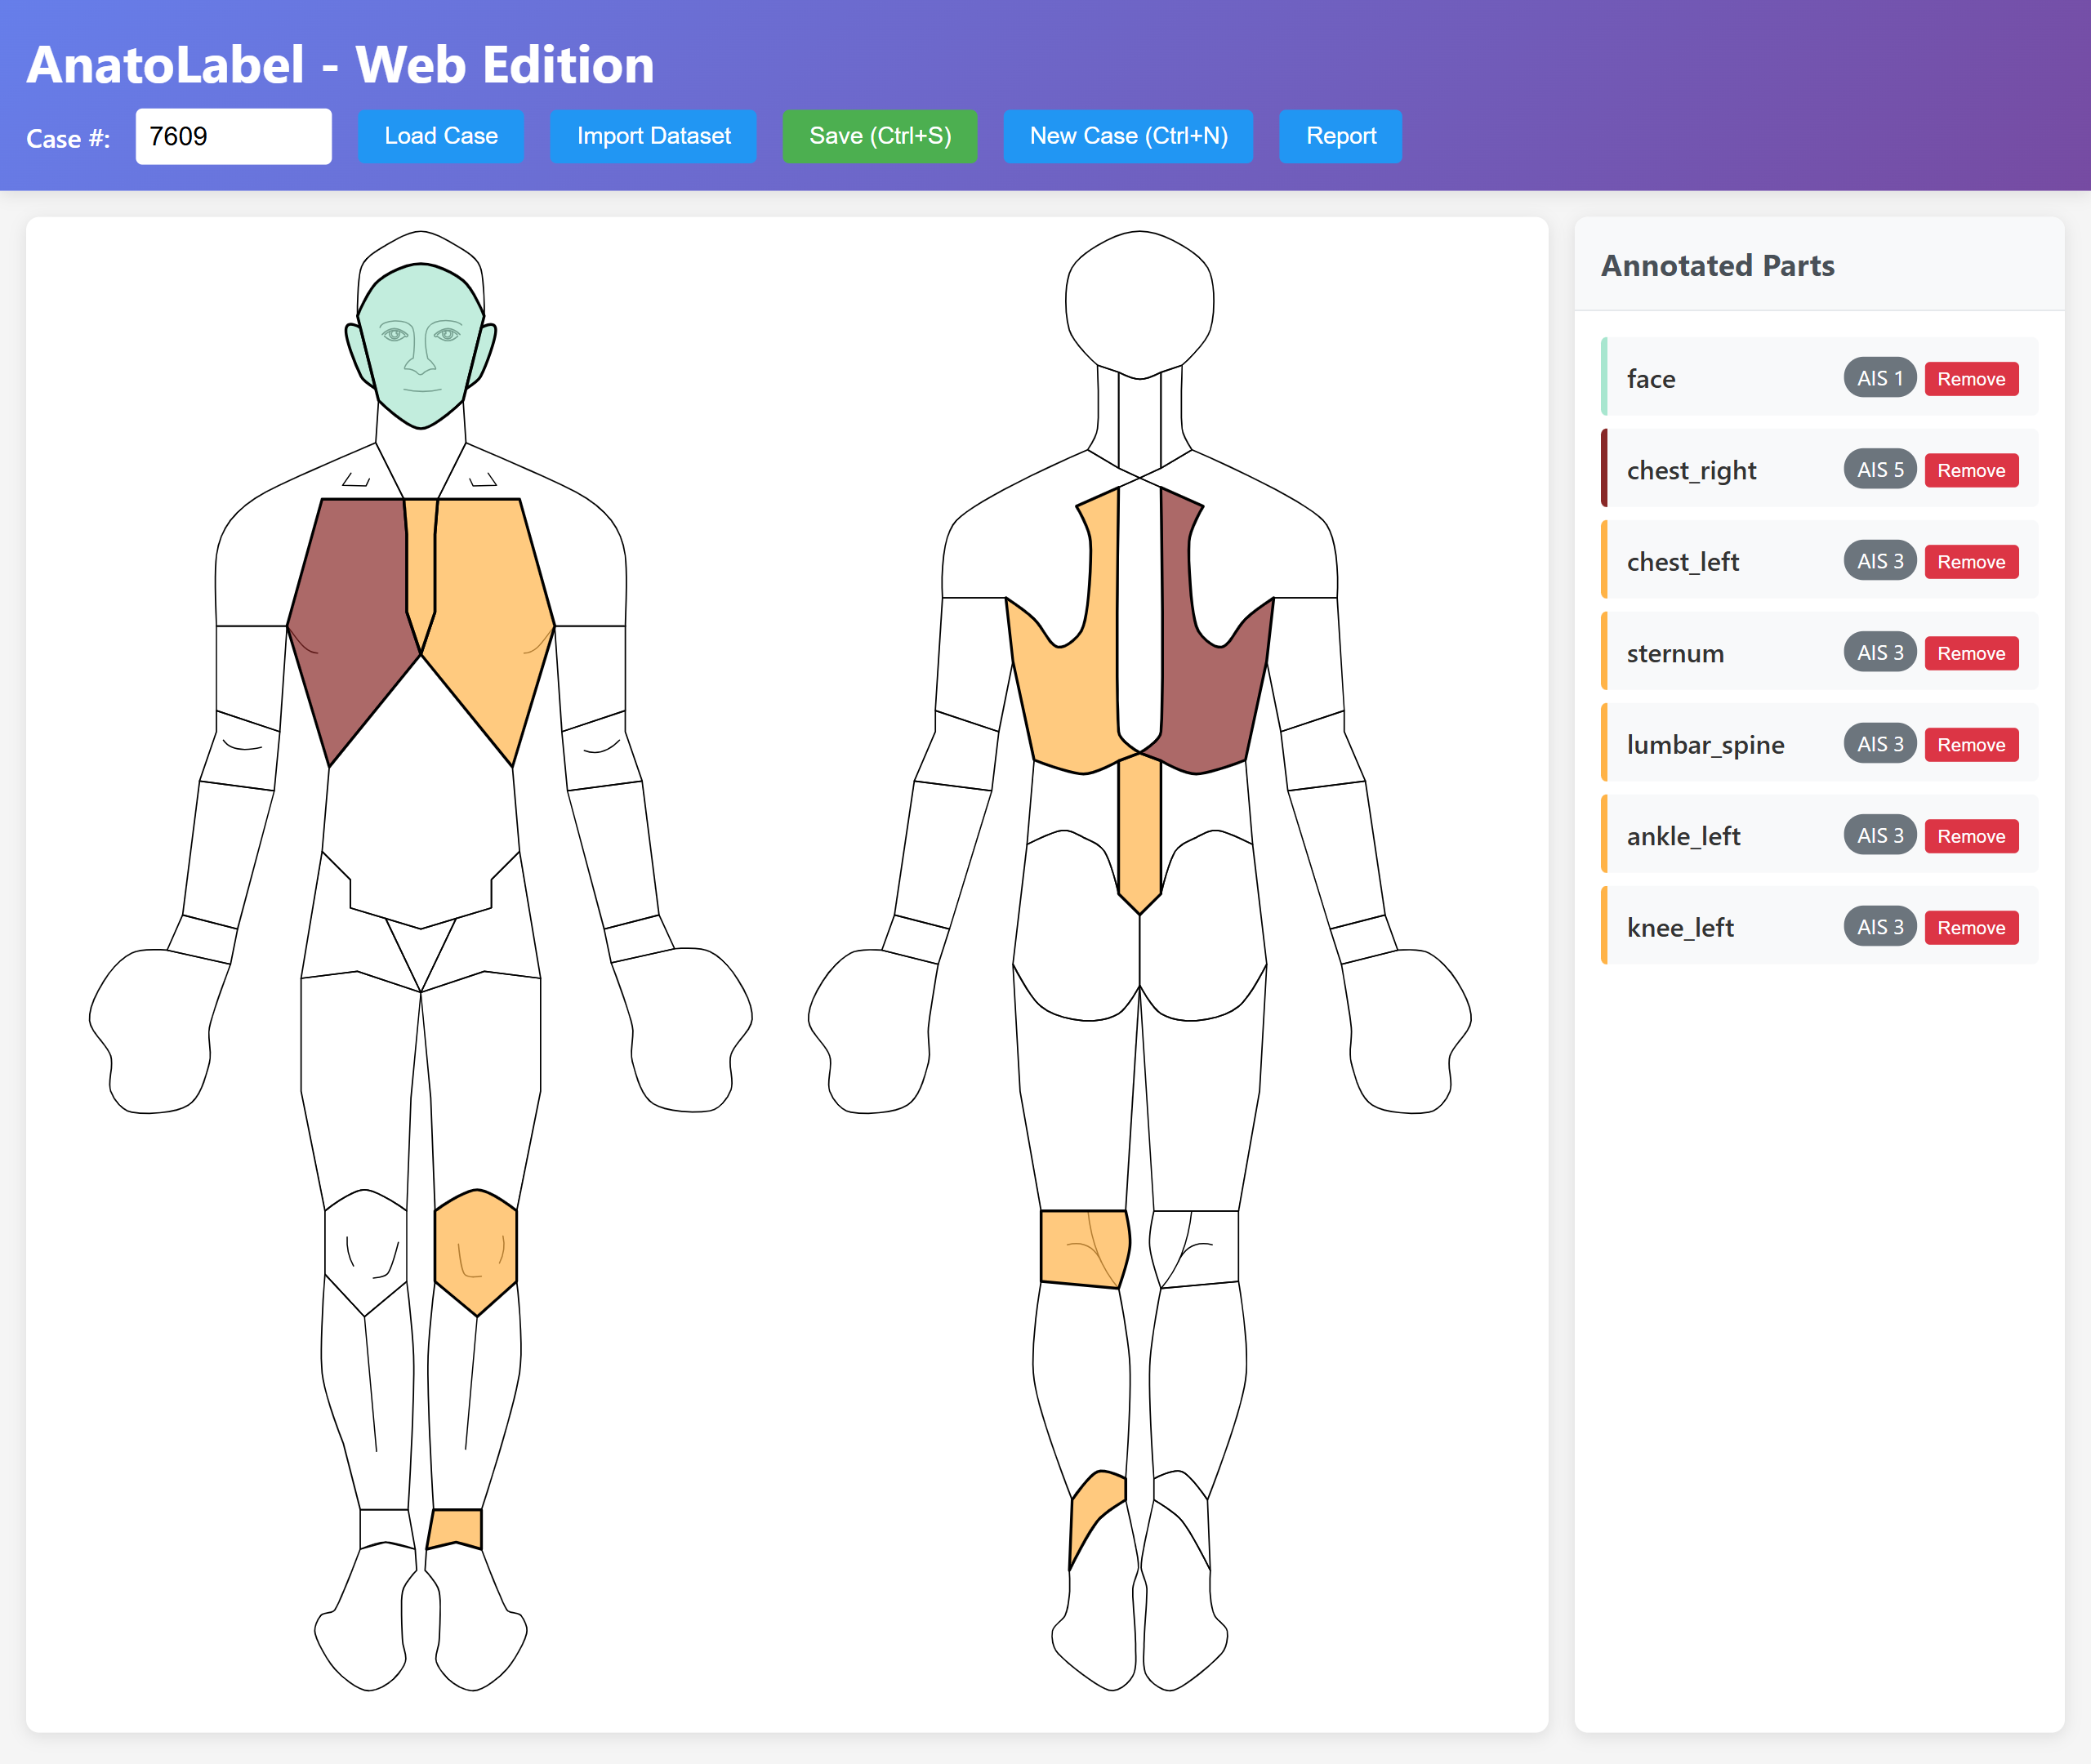 AnatoLabel - Web Edition
Case #: 7609 Load Case Import Dataset Save (Ctrl+S) New Case (Ctrl+N) Report
Annotated Parts
face AIS 1 Remove
chest_right AIS 5 Remove
chest_left AIS 3 Remove
sternum AIS 3 Remove
lumbar_spine AIS 3 Remove
ankle_left AIS 3 Remove
knee_left AIS 3 Remove